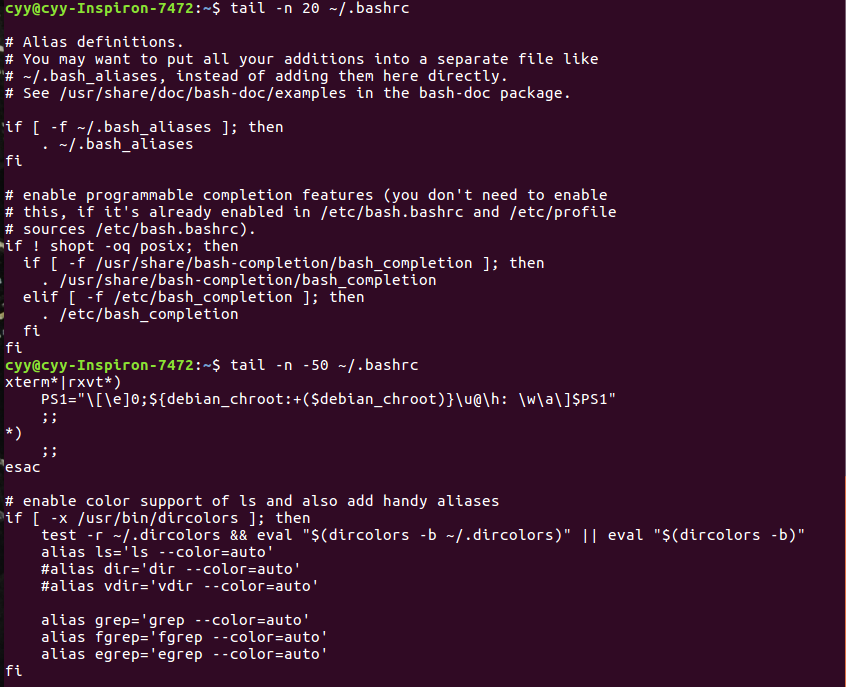 cyy@cyy-Inspiron-7472:~$ tail -n 20 ~/.bashrc

# Alias definitions.
# You may want to put all your additions into a separate file like
# ~/.bash_aliases, instead of adding them here directly.
# See /usr/share/doc/bash-doc/examples in the bash-doc package.

if [ -f ~/.bash_aliases ]; then
    . ~/.bash_aliases
fi

# enable programmable completion features (you don't need to enable
# this, if it's already enabled in /etc/bash.bashrc and /etc/profile
# sources /etc/bash.bashrc).
if ! shopt -oq posix; then
  if [ -f /usr/share/bash-completion/bash_completion ]; then
    . /usr/share/bash-completion/bash_completion
  elif [ -f /etc/bash_completion ]; then
    . /etc/bash_completion
  fi
fi
cyy@cyy-Inspiron-7472:~$ tail -n -50 ~/.bashrc
xterm*|rxvt*)
    PS1="\[\e]0;${debian_chroot:+($debian_chroot)}\u@\h: \w\a\]$PS1"
    ;;
*)
    ;;
esac

# enable color support of ls and also add handy aliases
if [ -x /usr/bin/dircolors ]; then
    test -r ~/.dircolors && eval "$(dircolors -b ~/.dircolors)" || eval "$(dircolors -b)"
    alias ls='ls --color=auto'
    #alias dir='dir --color=auto'
    #alias vdir='vdir --color=auto'

    alias grep='grep --color=auto'
    alias fgrep='fgrep --color=auto'
    alias egrep='egrep --color=auto'
fi